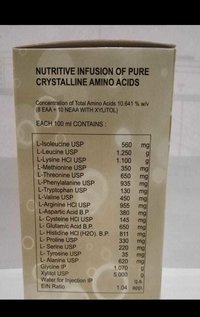 NUTRITIVE INFUSION OF PURE
CRYSTALLINE AMINO ACIDS
Concentration of Total Amino Acids 10.641 % w/v
(8 EAA + 10 NEAA WITH XYLITOL)
EACH 100 ml CONTAINS :
L-Isoleucine USP 560 mg
L-Leucine USP 1.250 g
L-Lysine HCl USP 1.100 g
L-Methionine USP 350 mg
L-Threonine USP 650 mg
L-Phenylalanine USP 935 mg
L-Tryptophan USP 130 mg
L-Valine USP 450 mg
L-Arginine HCl USP 955 mg
L-Aspartic Acid B.P. 380 mg
L- Cysteine HCl USP 145 mg
L- Glutamic Acid B.P. 650 mg
L- Histidine HCl (H2O). B.P. 811 mg
L- Proline USP 330 mg
L- Serine USP 220 mg
L- Tyrosine USP 35 mg
L- Alanine USP 620 mg
Glycine IP 1.070 g
Xylitol USP 5.000 g
Water for Injection IP q.s.
E/N Ratio 1.04 app.